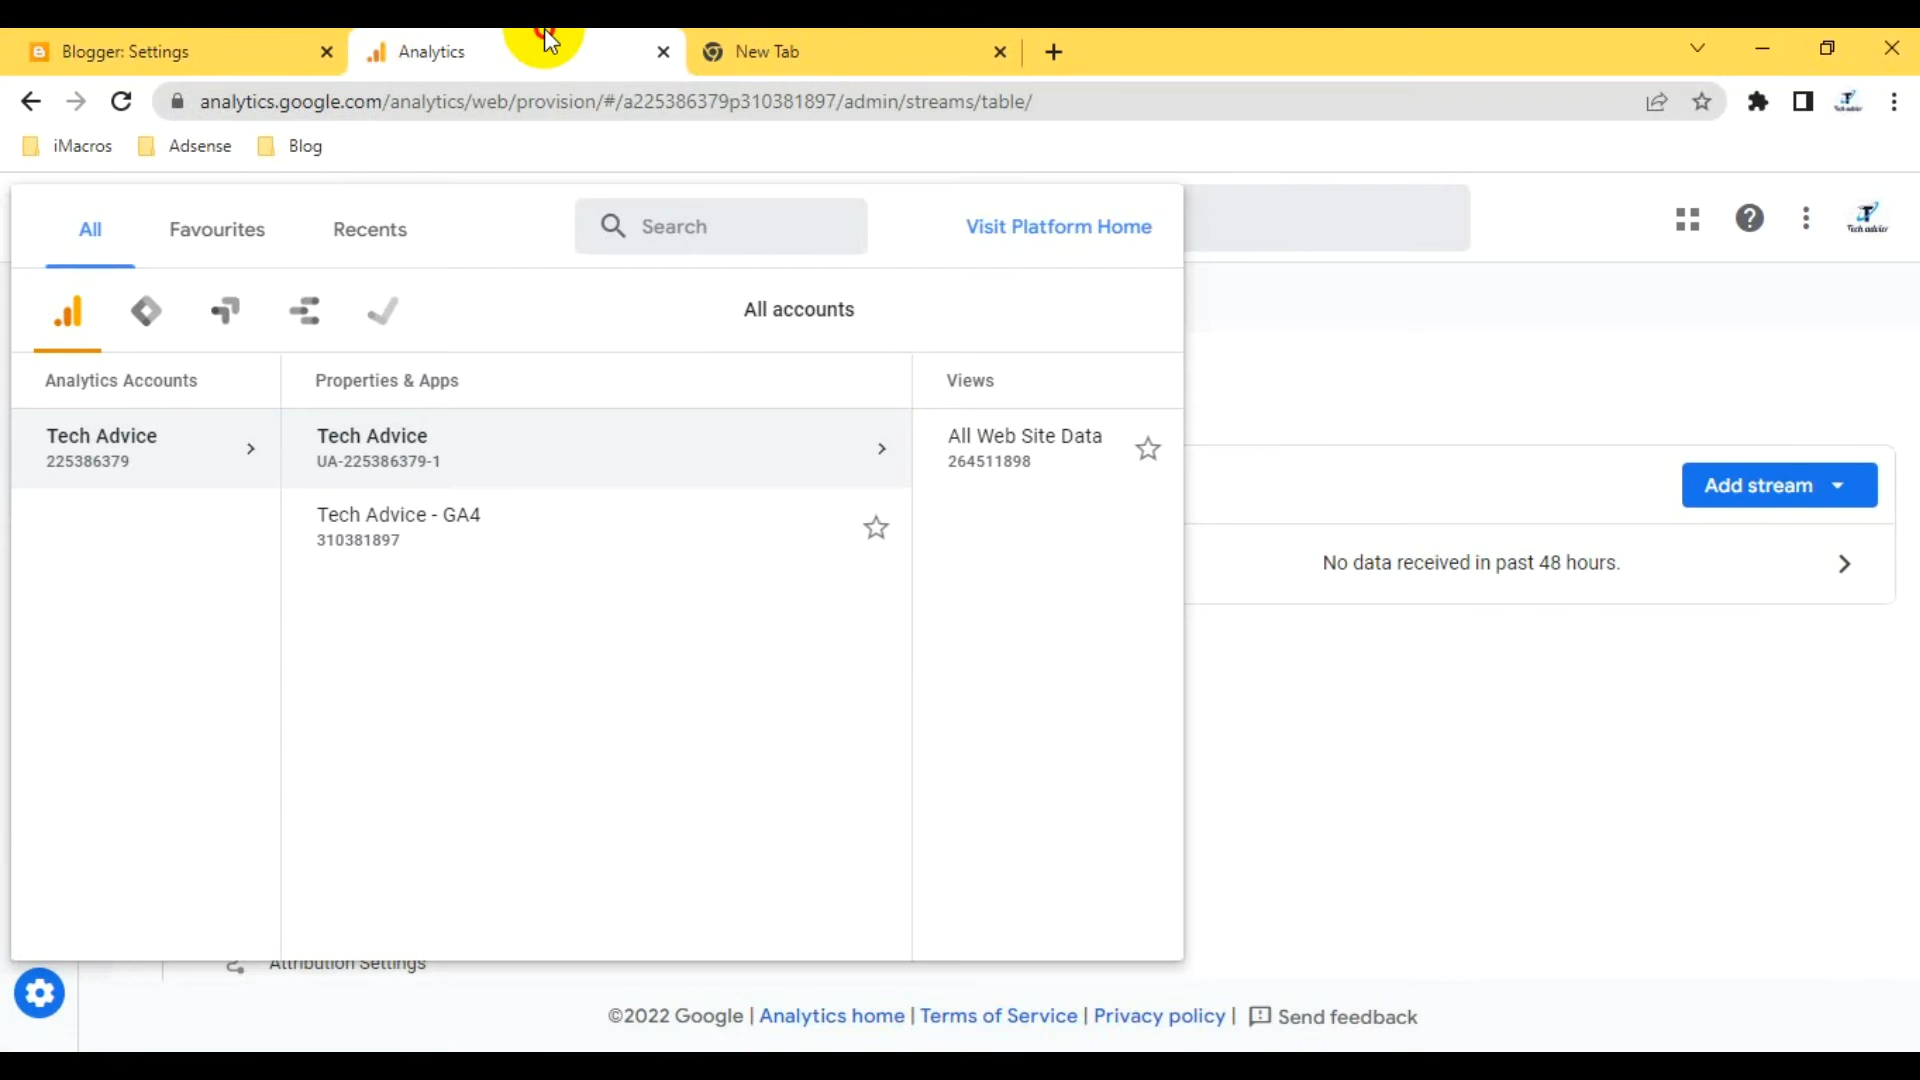 Blogger: Settings
Analytics
New Tab
analytics.google.com/analytics/web/provision/#/a225386379p310381897/admin/streams/table/
iMacros
Adsense
Blog
All
Favourites
Recents
Search
Visit Platform Home
Tech advice
All accounts
Analytics Accounts
Properties & Apps
Views
Tech Advice
225386379
Tech Advice
UA-225386379-1
All Web Site Data
264511898
Add stream
Tech Advice - GA4
310381897
No data received in past 48 hours.
Attribution Settings
©2022 Google | Analytics home | Terms of Service | Privacy policy | Send feedback